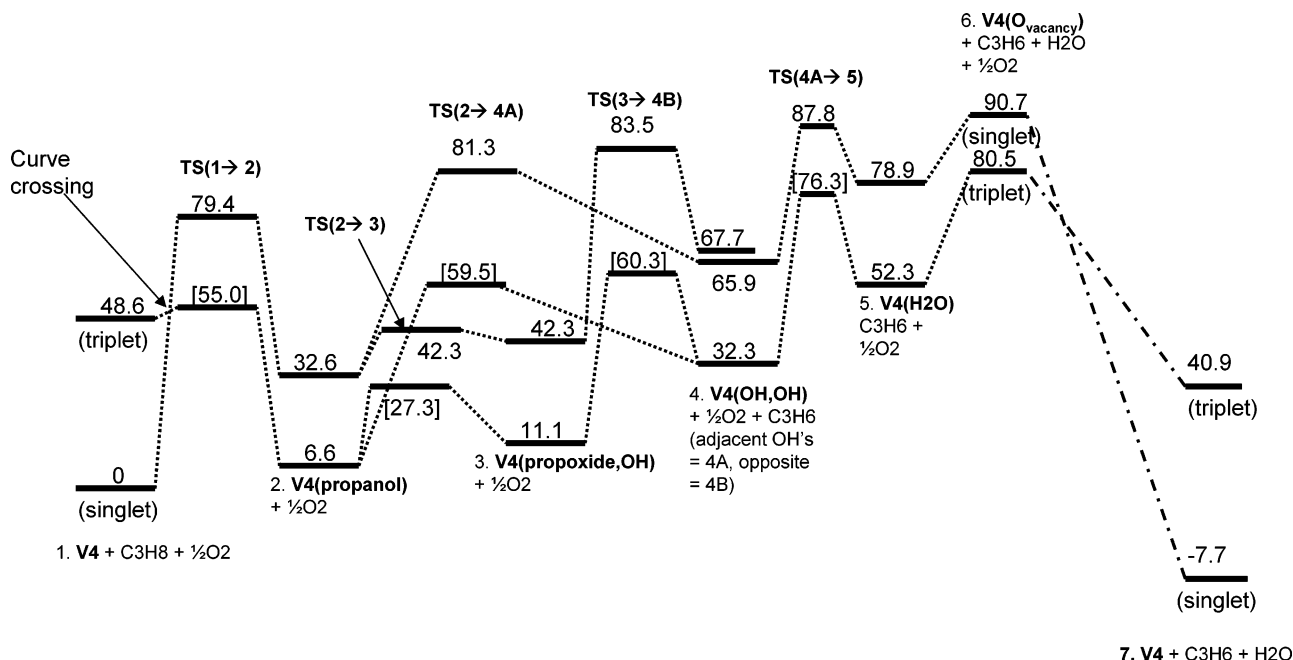 6. V4(Ovacancy)
+ C3H6 + H2O
+ ½O2
TS(4A→ 5)
TS(3→ 4B)
TS(2→ 4A)
90.7
(singlet)
87.8
83.5
81.3
80.5
(triplet)
Curve
crossing
TS(1→ 2)
79.4
[76.3]
78.9
TS(2→ 3)
67.7
65.9
[60.3]
[59.5]
[55.0]
48.6
(triplet)
52.3
5. V4(H2O)
C3H6 +
½O2
42.3
42.3
40.9
(triplet)
32.6
32.3
4. V4(OH,OH)
+ ½O2 + C3H6
(adjacent OH's
= 4A, opposite
= 4B)
[27.3]
11.1
3. V4(propoxide,OH)
+ ½O2
6.6
2. V4(propanol)
+ ½O2
0
(singlet)
1. V4 + C3H8 + ½O2
-7.7
(singlet)
7. V4 + C3H6 + H2O